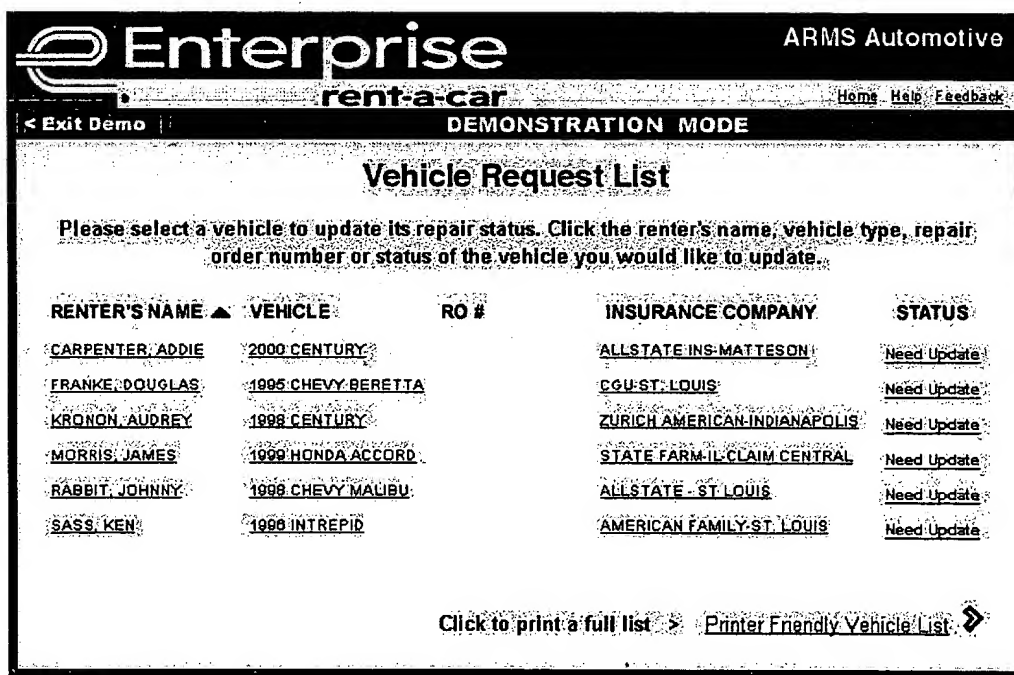 Enterprise
rent-a-car
ARMS Automotive
Home Help Feedback
< Exit Demo DEMONSTRATION MODE
Vehicle Request List
Please select a vehicle to update its repair status. Click the renter's name, vehicle type, repair
order number or status of the vehicle you would like to update.
RENTER'S NAME ▲ VEHICLE RO # INSURANCE COMPANY STATUS
CARPENTER, ADDIE 2000 CENTURY ALLSTATE INS-MATTESON Need Update
FRANKE, DOUGLAS 1995 CHEVY BERETTA CGU-ST. LOUIS Need Update
KRONON, AUDREY 1998 CENTURY ZURICH AMERICAN-INDIANAPOLIS Need Update
MORRIS, JAMES 1999 HONDA ACCORD STATE FARM-IL-CLAIM CENTRAL Need Update
RABBIT, JOHNNY 1998 CHEVY MALIBU ALLSTATE - ST LOUIS Need Update
SASS, KEN 1996 INTREPID AMERICAN FAMILY-ST. LOUIS Need Update
Click to print a full list > Printer Friendly Vehicle List